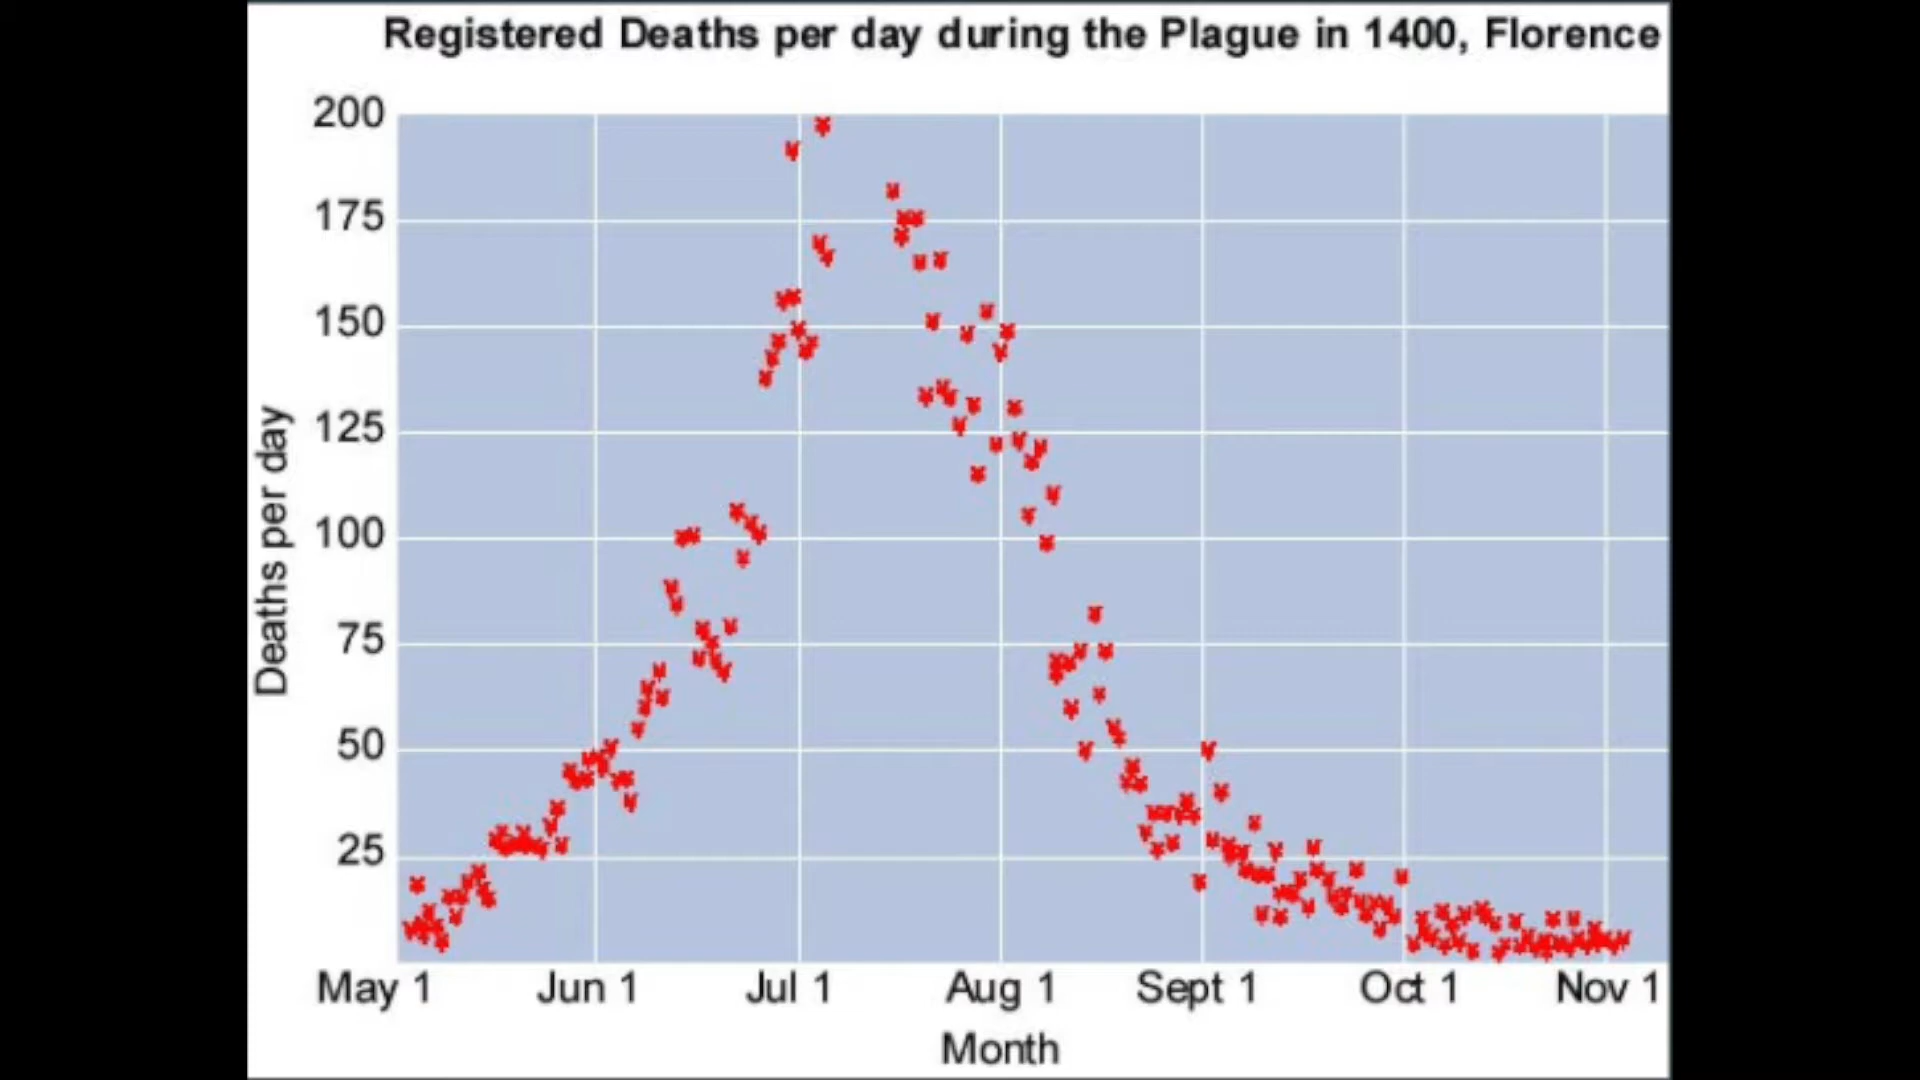 Registered Deaths per day during the Plague in 1400, Florence
200
175
150
125
100
75
50
25
Deaths per day
May 1 Jun 1 Jul 1 Aug 1 Sept 1 Oct 1 Nov 1
Month